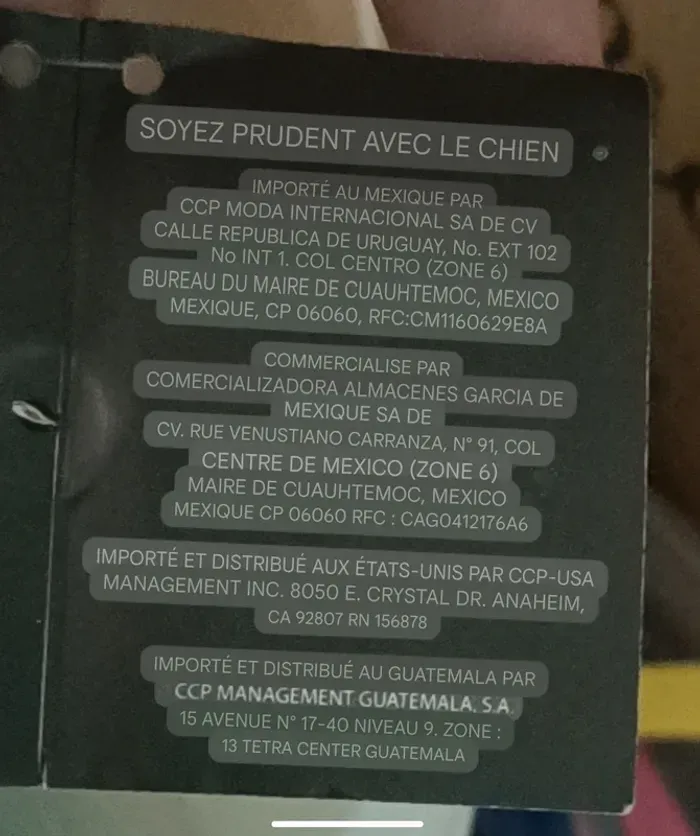 SOYEZ PRUDENT AVEC LE CHIEN
IMPORTÉ AU MEXIQUE PAR
CCP MODA INTERNACIONAL SA DE CV
CALLE REPUBLICA DE URUGUAY, No. EXT 102
No INT 1. COL CENTRO (ZONE 6)
BUREAU DU MAIRE DE CUAUHTEMOC, MEXICO
MEXIQUE, CP 06060, RFC:CM1160629E8A
COMMERCIALISE PAR
COMERCIALIZADORA ALMACENES GARCIA DE
MEXIQUE SA DE
CV. RUE VENUSTIANO CARRANZA, N° 91, COL
CENTRE DE MEXICO (ZONE 6)
MAIRE DE CUAUHTEMOC, MEXICO
MEXIQUE CP 06060 RFC : CAG0412176A6
IMPORTÉ ET DISTRIBUÉ AUX ÉTATS-UNIS PAR CCP-USA
MANAGEMENT INC. 8050 E. CRYSTAL DR. ANAHEIM,
CA 92807 RN 156878
IMPORTÉ ET DISTRIBUÉ AU GUATEMALA PAR
CCP MANAGEMENT GUATEMALA, S.A.
15 AVENUE N° 17-40 NIVEAU 9. ZONE :
13 TETRA CENTER GUATEMALA